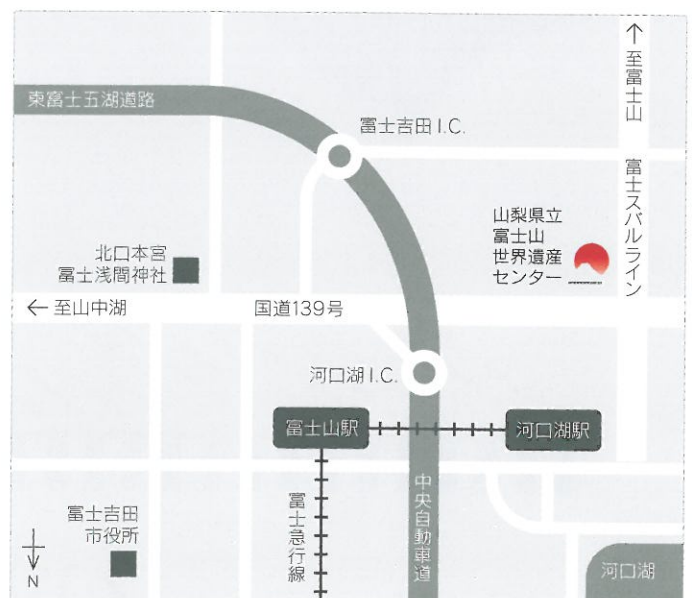 ↑至富士山
東富士五湖道路
富士吉田 I.C.
富士スバルライン
山梨県立
富士山
世界遺産
センター
北口本宮
冨士浅間神社
←至山中湖
国道139号
河口湖 I.C.
富士山駅
河口湖駅
富士急行線
中央自動車道
富士吉田
市役所
河口湖
N